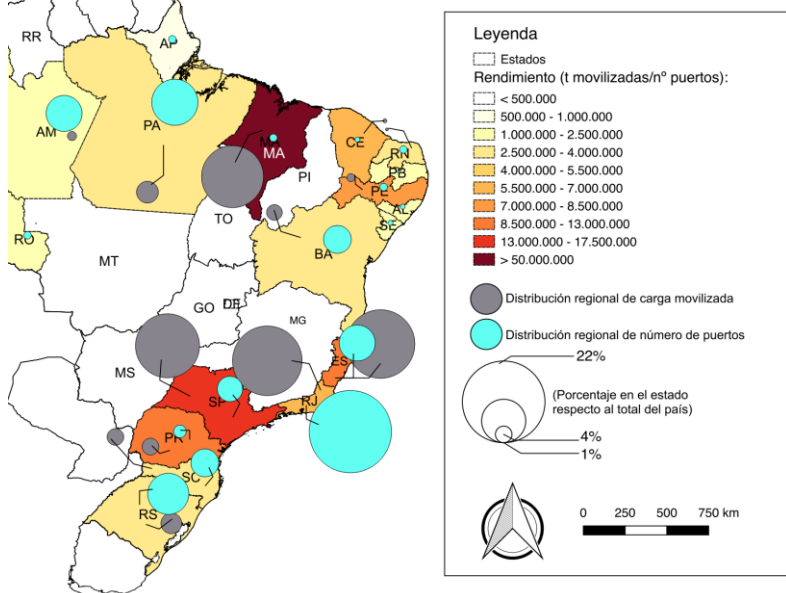 RR
AP
AM
PA
MA
MA
CE
RN
PB
PE
PI
AL
SE
TO
RO
BA
MT
GO
DF
MG
MS
ES
SP
RJ
PR
SC
RS
Leyenda
Estados
Rendimiento (t movilizadas/nº puertos):
< 500.000
500.000 - 1.000.000
1.000.000 - 2.500.000
2.500.000 - 4.000.000
4.000.000 - 5.500.000
5.500.000 - 7.000.000
7.000.000 - 8.500.000
8.500.000 - 13.000.000
13.000.000 - 17.500.000
> 50.000.000
Distribución regional de carga movilizada
Distribución regional de número de puertos
22%
(Porcentaje en el estado
respecto al total del país)
4%
1%
0 250 500 750 km